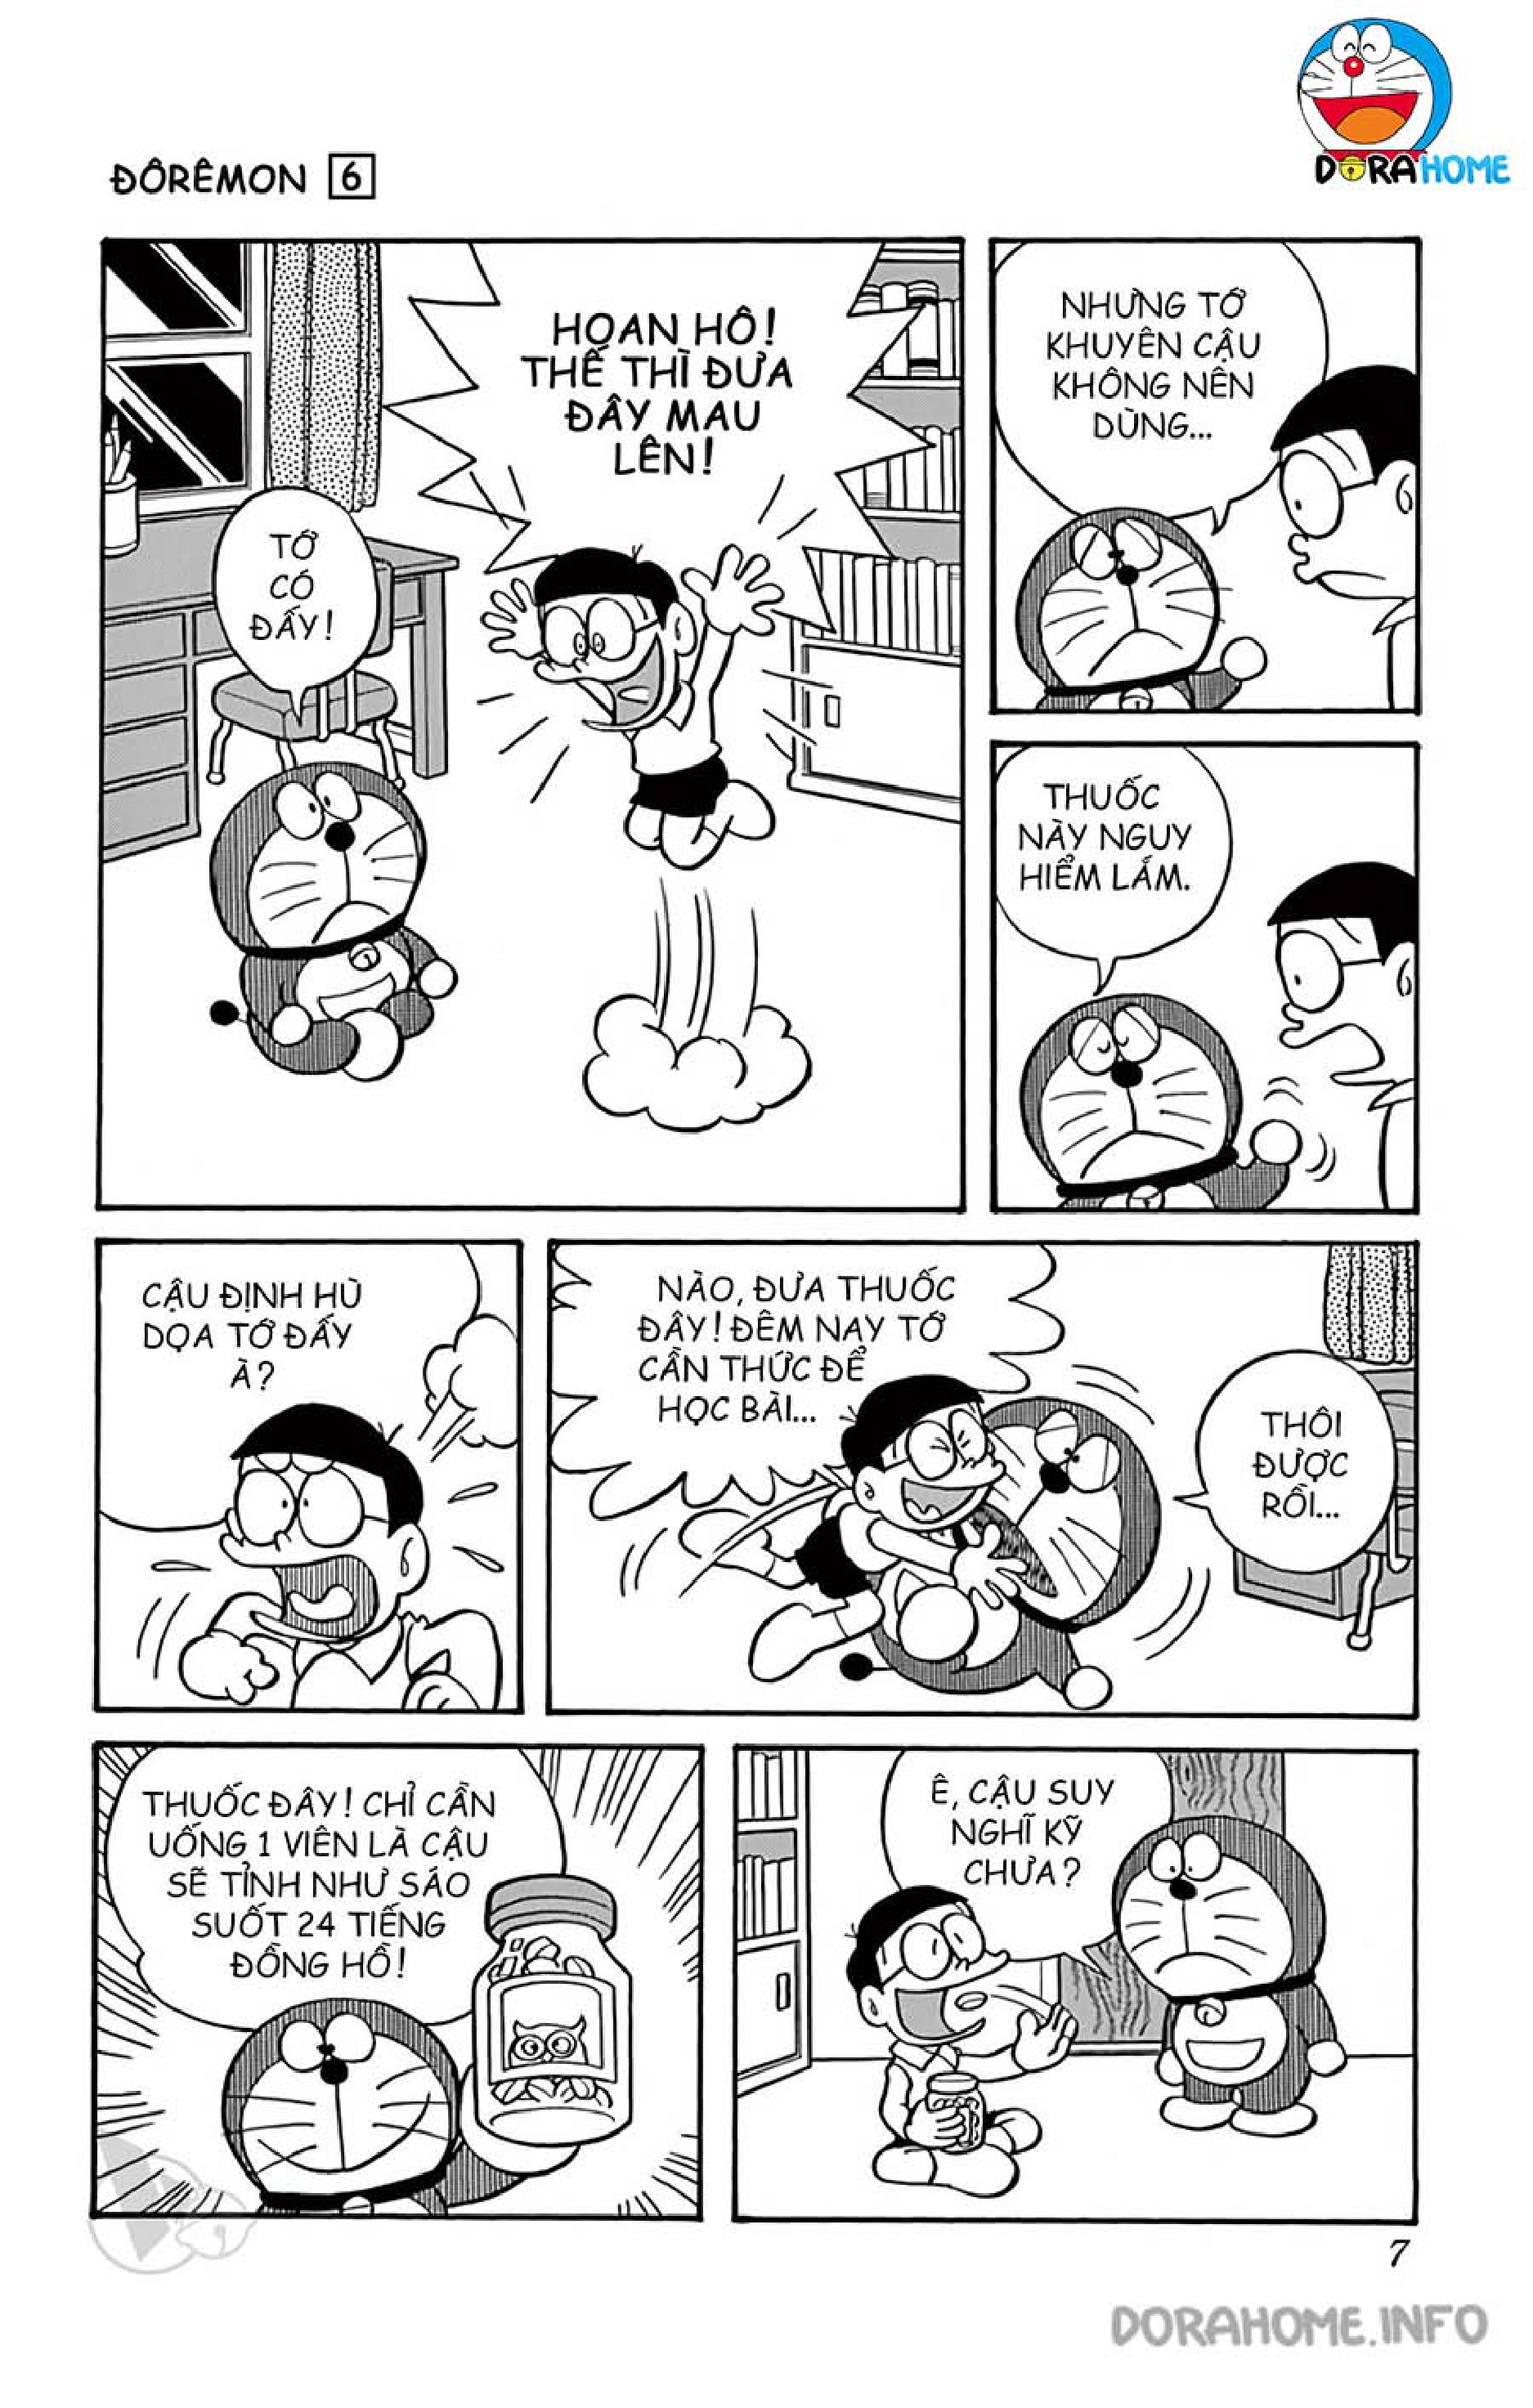 DORAHOME
ĐÔRÊMON 6
TỚ
CÓ
ĐẤY!
HOAN HÔ!
THẾ THÌ ĐƯA
ĐÂY MAU
LÊN!
NHƯNG TỚ
KHUYÊN CẬU
KHÔNG NÊN
DÙNG...
THUỐC
NÀY NGUY
HIỂM LẮM.
CẬU ĐỊNH HÙ
DỌA TỚ ĐẤY
À?
NÀO, ĐƯA THUỐC
ĐÂY! ĐÊM NAY TỚ
CẦN THỨC ĐỂ
HỌC BÀI...
THÔI
ĐƯỢC
RỒI...
THUỐC ĐÂY! CHỈ CẦN
UỐNG 1 VIÊN LÀ CẬU
SẼ TỈNH NHƯ SÁO
SUỐT 24 TIẾNG
ĐỒNG HỒ!
Ê, CẬU SUY
NGHĨ KỸ
CHƯA?
7
DORAHOME.INFO